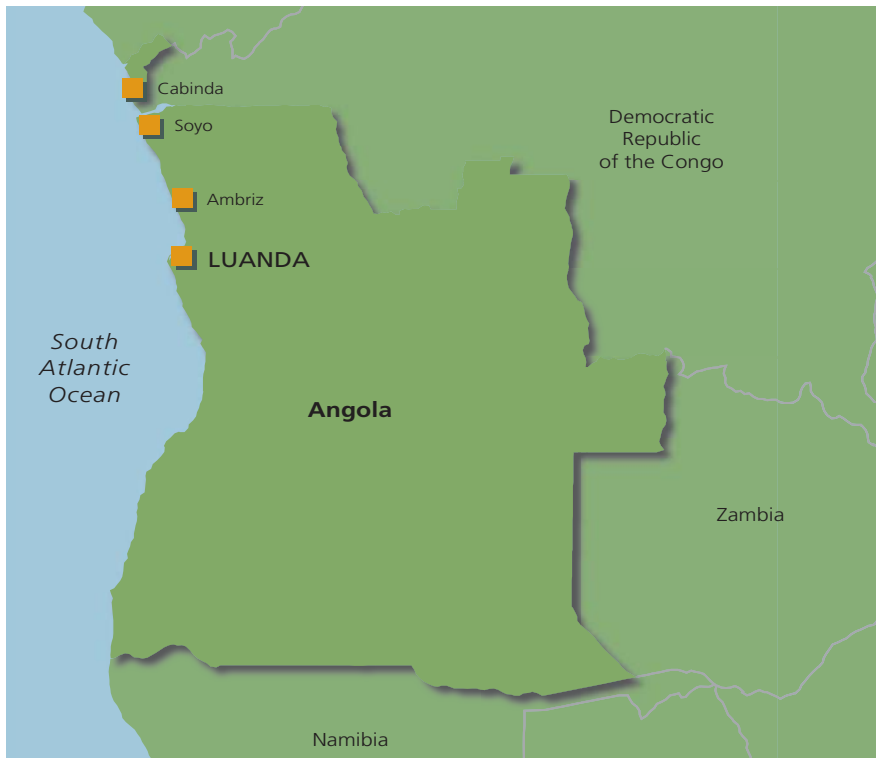 Cabinda
Democratic
Republic
of the Congo
Soyo
Ambriz
LUANDA
South
Atlantic
Ocean
Angola
Zambia
Namibia